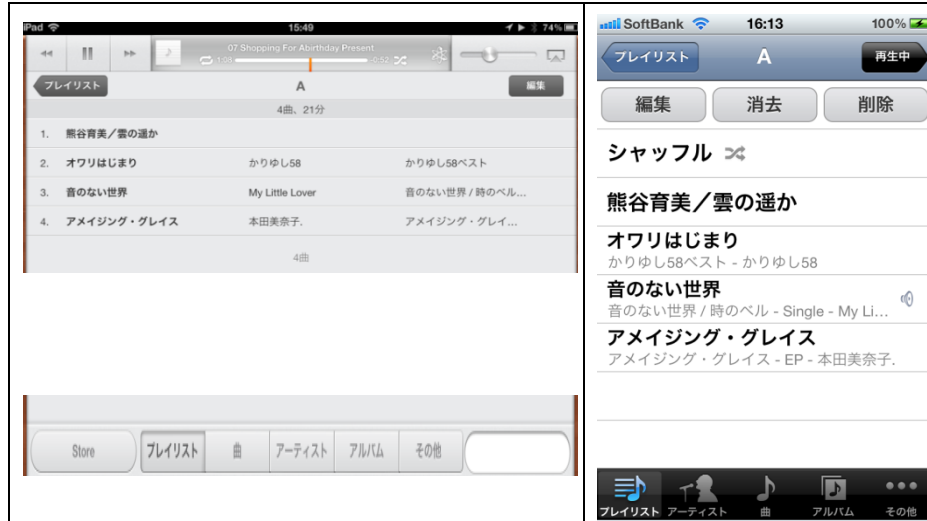 iPad 15:49 74%
07 Shopping For Abirthday Present
1:08 -0:52
プレイリスト A 編集
4曲、21分
1. 熊谷育美／雲の遥か
2. オワリはじまり かりゆし58 かりゆし58ベスト
3. 音のない世界 My Little Lover 音のない世界 / 時のベル...
4. アメイジング・グレイス 本田美奈子. アメイジング・グレイ...
4曲
Store プレイリスト 曲 アーティスト アルバム その他
SoftBank 16:13 100%
プレイリスト A 再生中
編集 消去 削除
シャッフル
熊谷育美／雲の遥か
オワリはじまり
かりゆし58ベスト - かりゆし58
音のない世界
音のない世界 / 時のベル - Single - My Li...
アメイジング・グレイス
アメイジング・グレイス - EP - 本田美奈子.
プレイリスト アーティスト 曲 アルバム その他